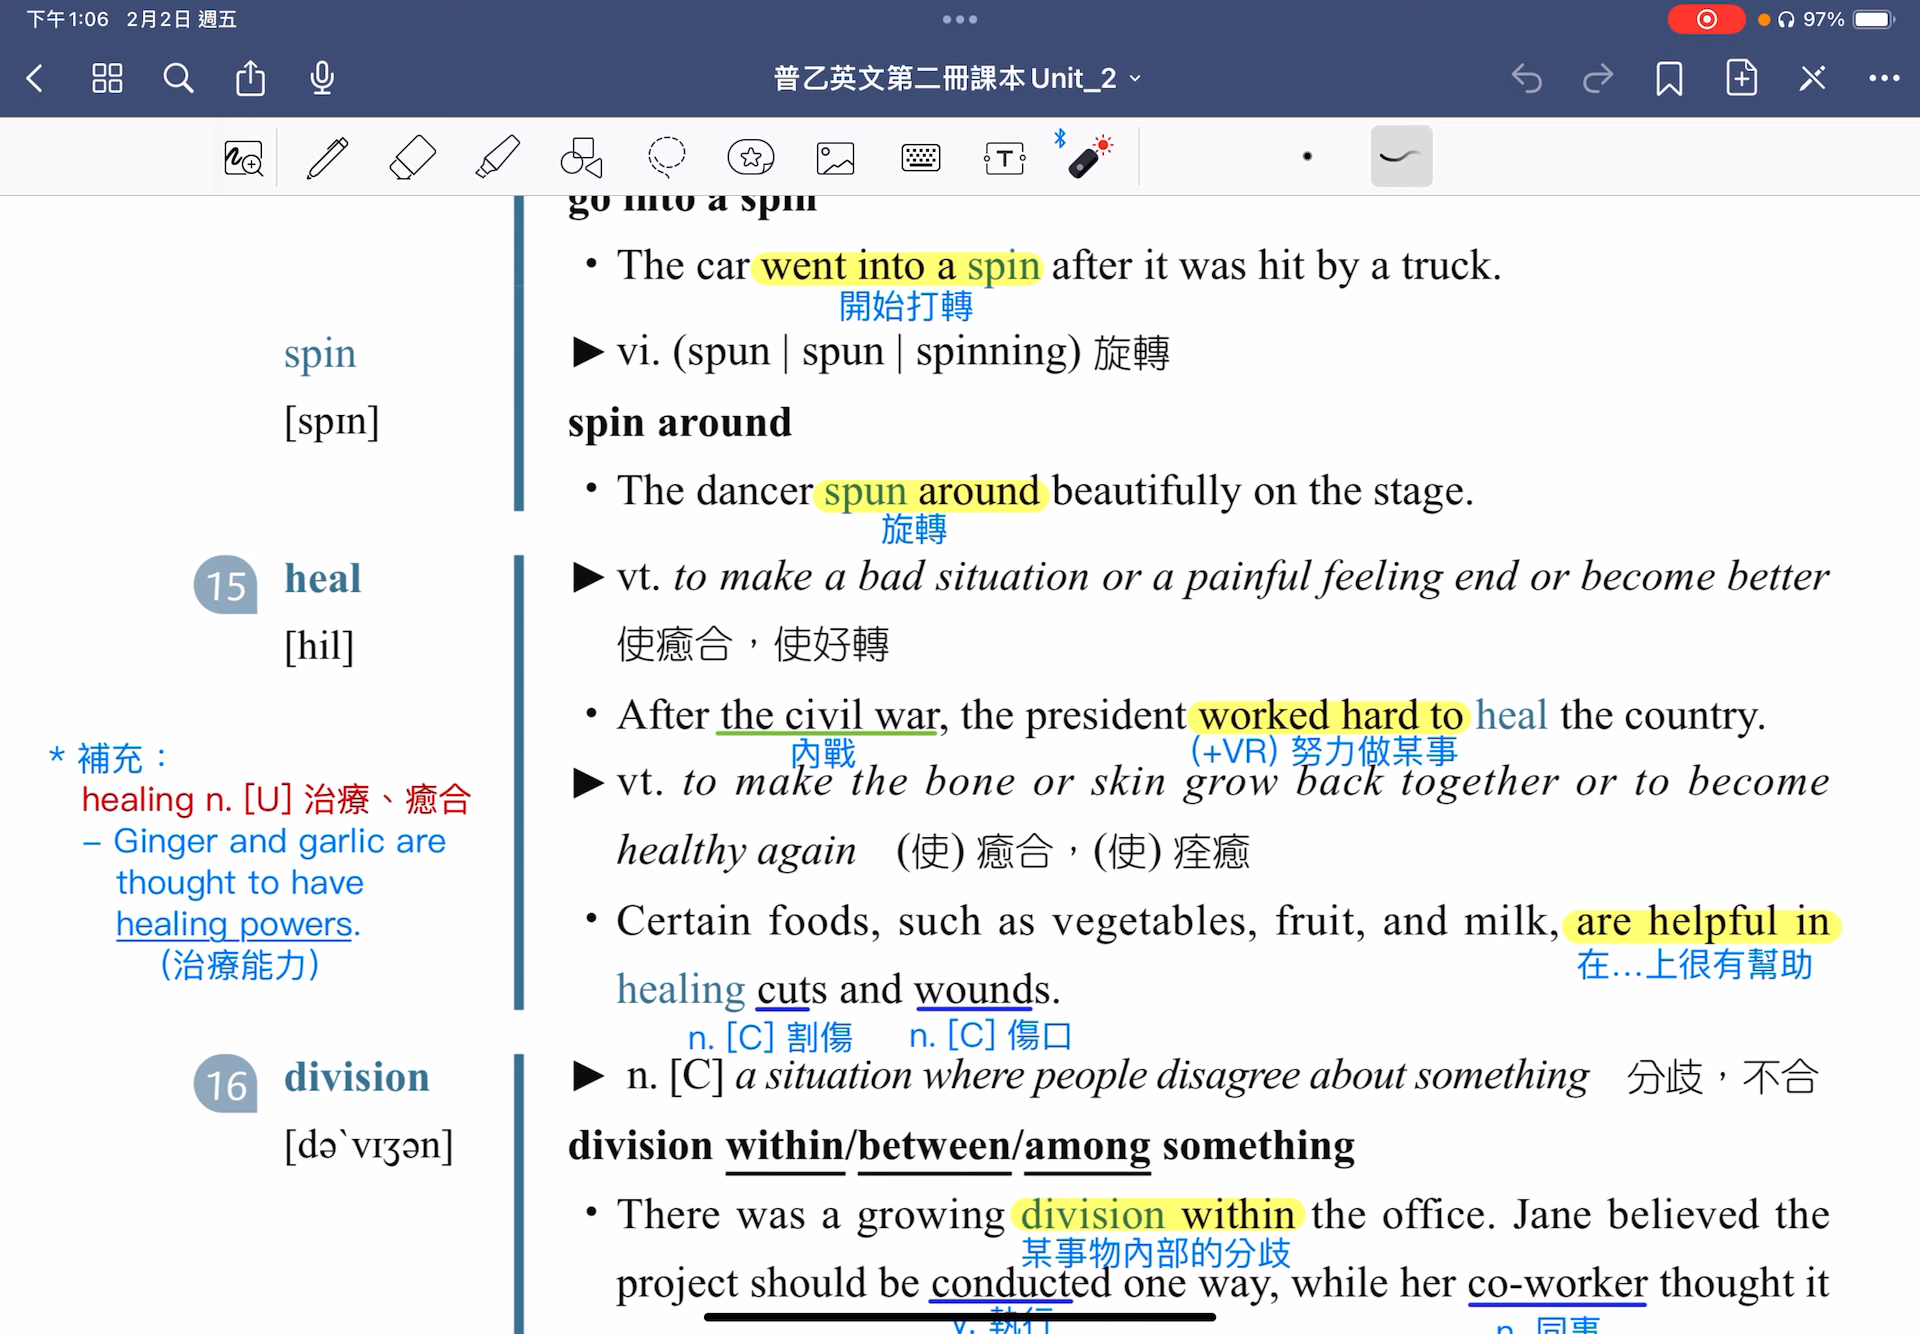 下午1:06 2月2日 週五
97%
普乙英文第二冊課本 Unit_2
go into a spin
• The car went into a spin after it was hit by a truck.
開始打轉
spin
▶ vi. (spun | spun | spinning) 旋轉
[spɪn]
spin around
• The dancer spun around beautifully on the stage.
旋轉
15 heal
▶ vt. to make a bad situation or a painful feeling end or become better
[hil]
使癒合，使好轉
• After the civil war, the president worked hard to heal the country.
內戰
(+VR) 努力做某事
* 補充：
healing n. [U] 治療、癒合
– Ginger and garlic are
thought to have
healing powers.
（治療能力）
▶ vt. to make the bone or skin grow back together or to become
healthy again (使) 癒合，(使) 痊癒
• Certain foods, such as vegetables, fruit, and milk, are helpful in
在…上很有幫助
healing cuts and wounds.
n. [C] 割傷 n. [C] 傷口
16 division
▶ n. [C] a situation where people disagree about something 分歧，不合
[dəˋvɪʒən]
division within/between/among something
• There was a growing division within the office. Jane believed the
某事物內部的分歧
project should be conducted one way, while her co-worker thought it
v. 執行
n. 同事